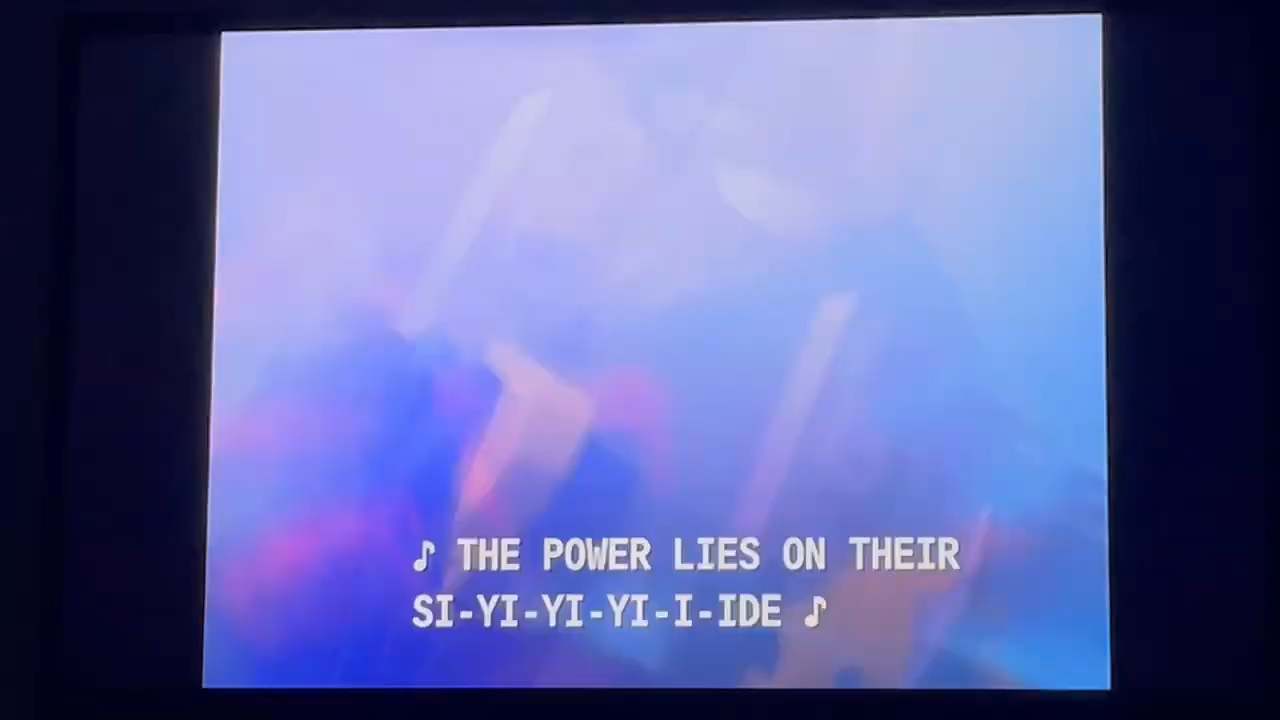 ♪ THE POWER LIES ON THEIR
SI-YI-YI-YI-I-IDE ♪